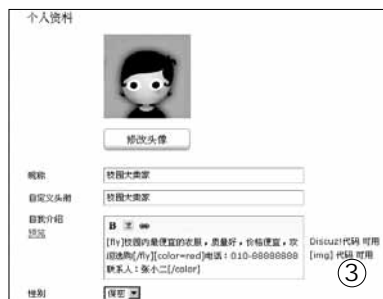 个人资料
修改头像
昵称 校园大卖家
自定义头衔 校园大卖家
自我介绍
预览
B
[fly]校园内最便宜的衣服，质量好，价格便宜，欢
迎选购[/fly][color=red]电话：010-88888888
联系人：张小二[/color]
Discuz!代码 可用
[img] 代码 可用
③
性别 保密